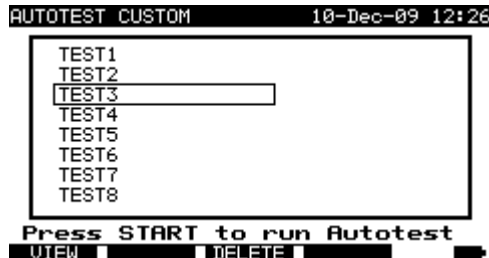 AUTOTEST CUSTOM 10-Dec-09 12:26
TEST1
TEST2
TEST3
TEST4
TEST5
TEST6
TEST7
TEST8
Press START to run Autotest
VIEW DELETE